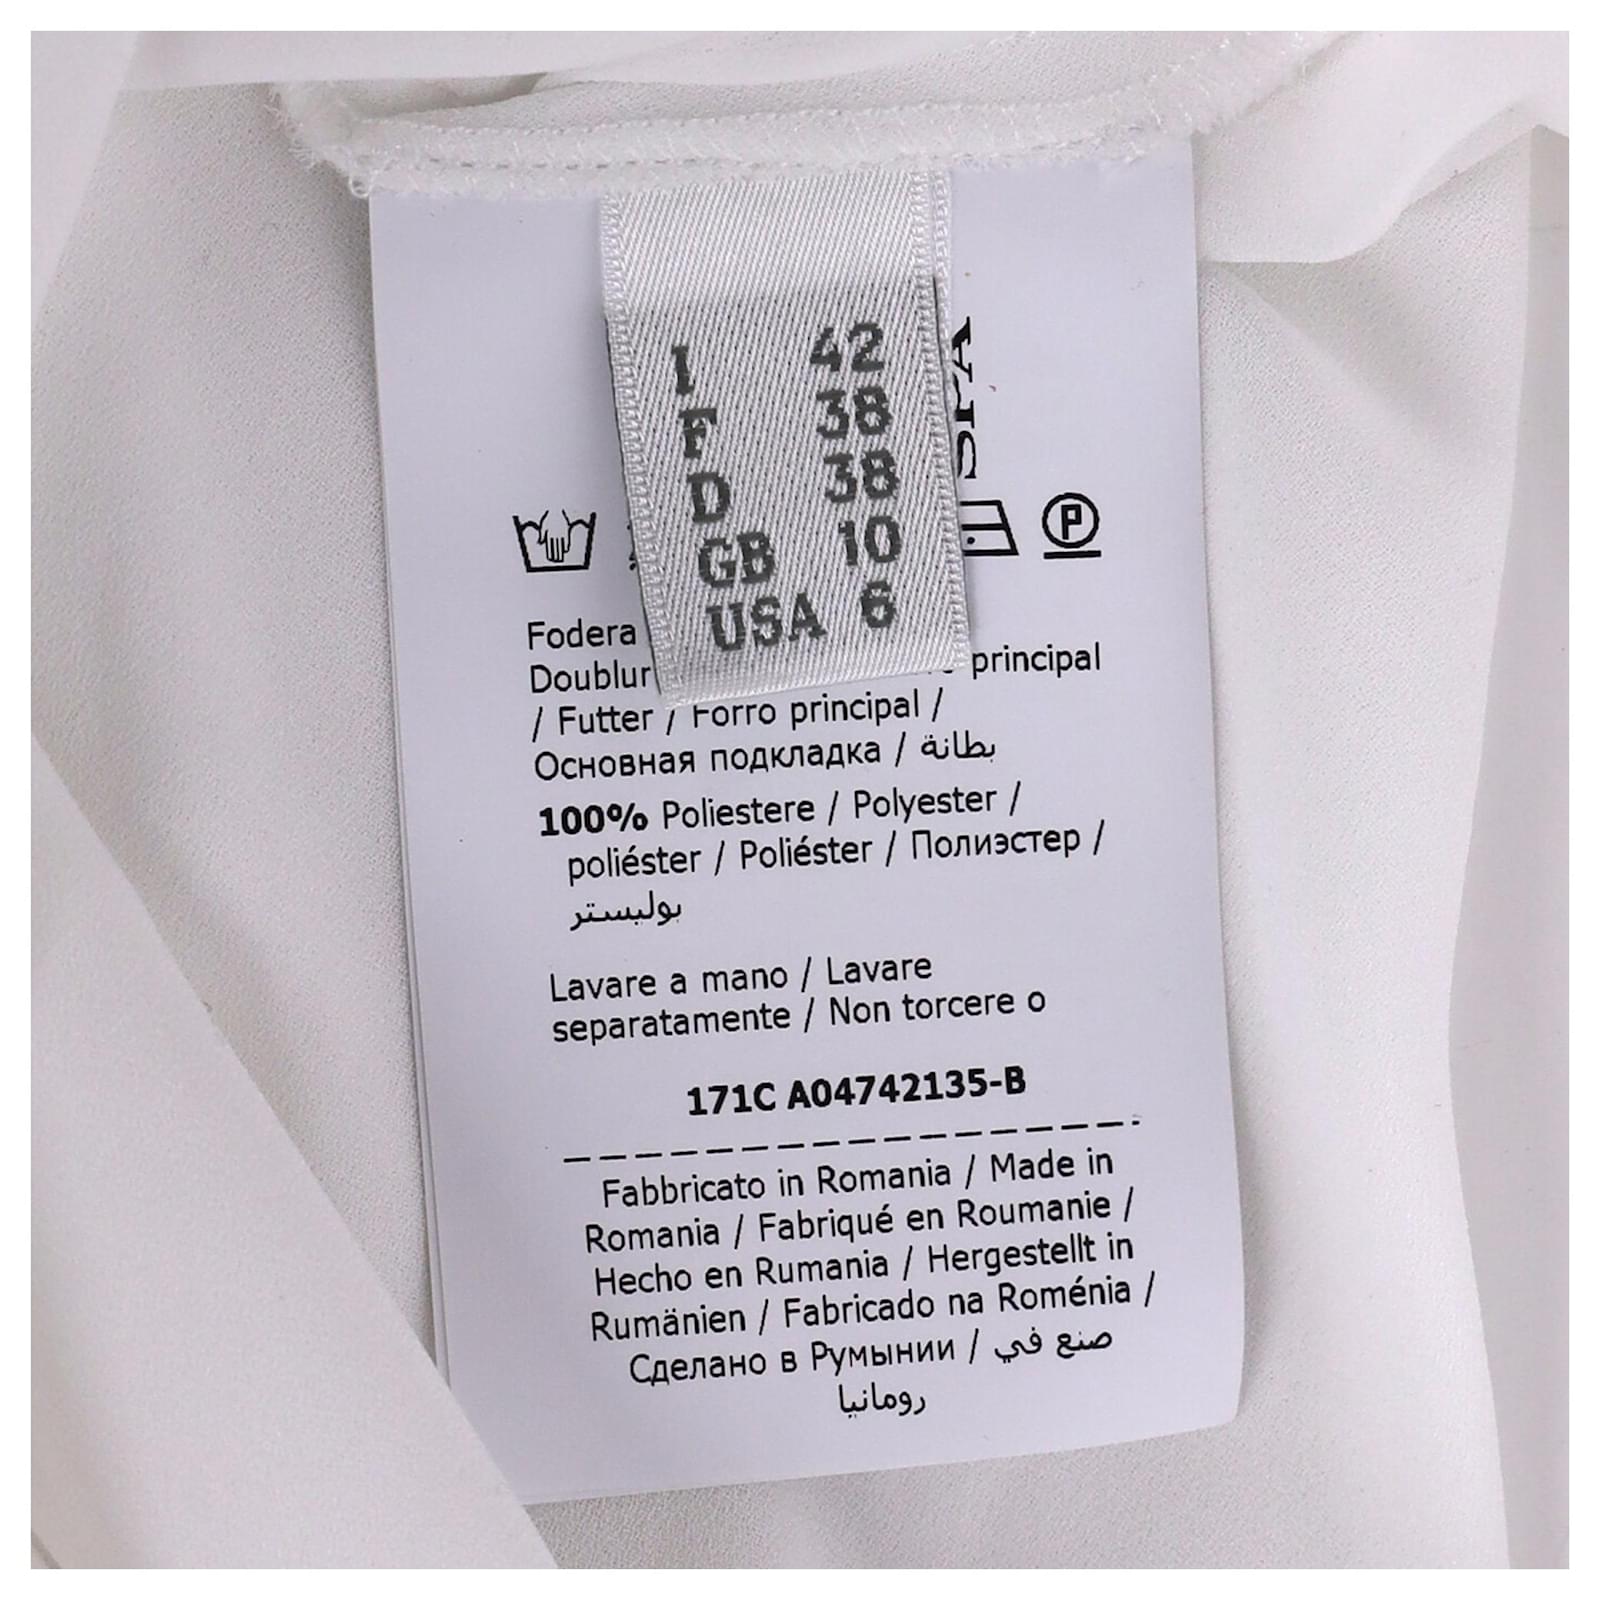 I 42
F 38
D 38
GB 10
USA 6
SPA
P
Fodera
principal
/ Futter / Forro principal /
Основная подкладка / بطانة
100% Poliestere / Polyester /
poliéster / Poliéster / Полиэстер /
بوليستر
Lavare a mano / Lavare
separatamente / Non torcere o
171C A04742135-B
Fabbricato in Romania / Made in
Romania / Fabriqué en Roumanie /
Hecho en Rumania / Hergestellt in
Rumänien / Fabricado na Roménia /
Сделано в Румынии / صنع في
رومانيا